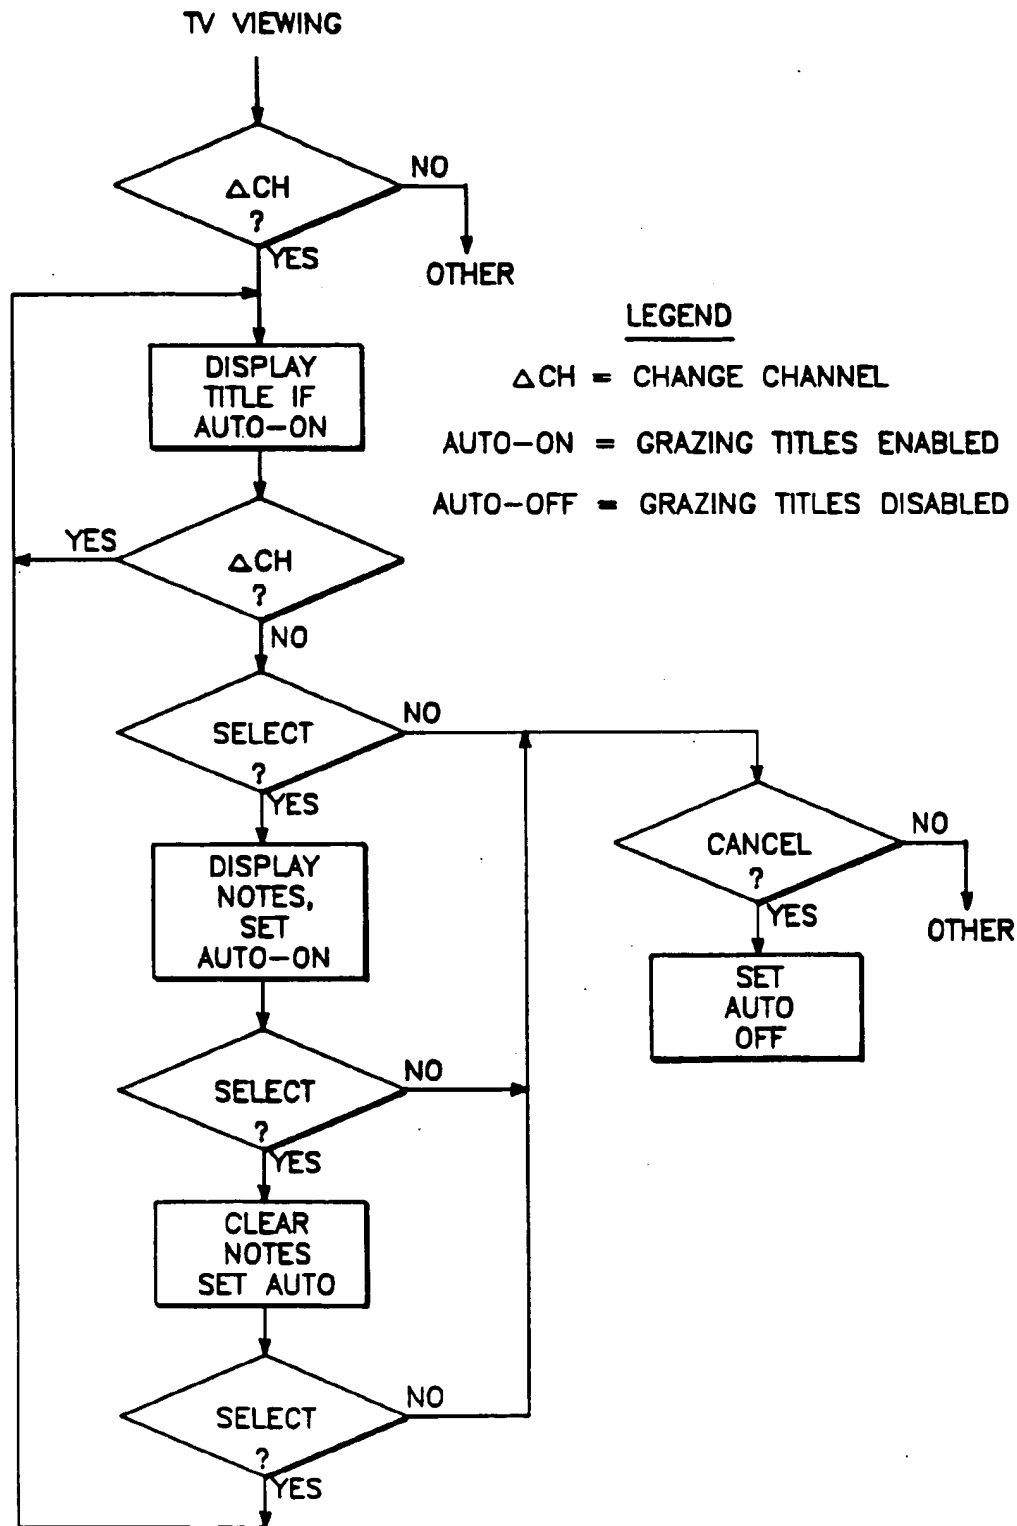 TV VIEWING
ΔCH
?
NO
YES
OTHER
LEGEND
ΔCH = CHANGE CHANNEL
AUTO-ON = GRAZING TITLES ENABLED
AUTO-OFF = GRAZING TITLES DISABLED
DISPLAY
TITLE IF
AUTO-ON
YES
ΔCH
?
NO
SELECT
?
NO
YES
CANCEL
?
NO
YES
OTHER
SET
AUTO
OFF
DISPLAY
NOTES,
SET
AUTO-ON
SELECT
?
NO
YES
CLEAR
NOTES
SET AUTO
SELECT
?
NO
YES